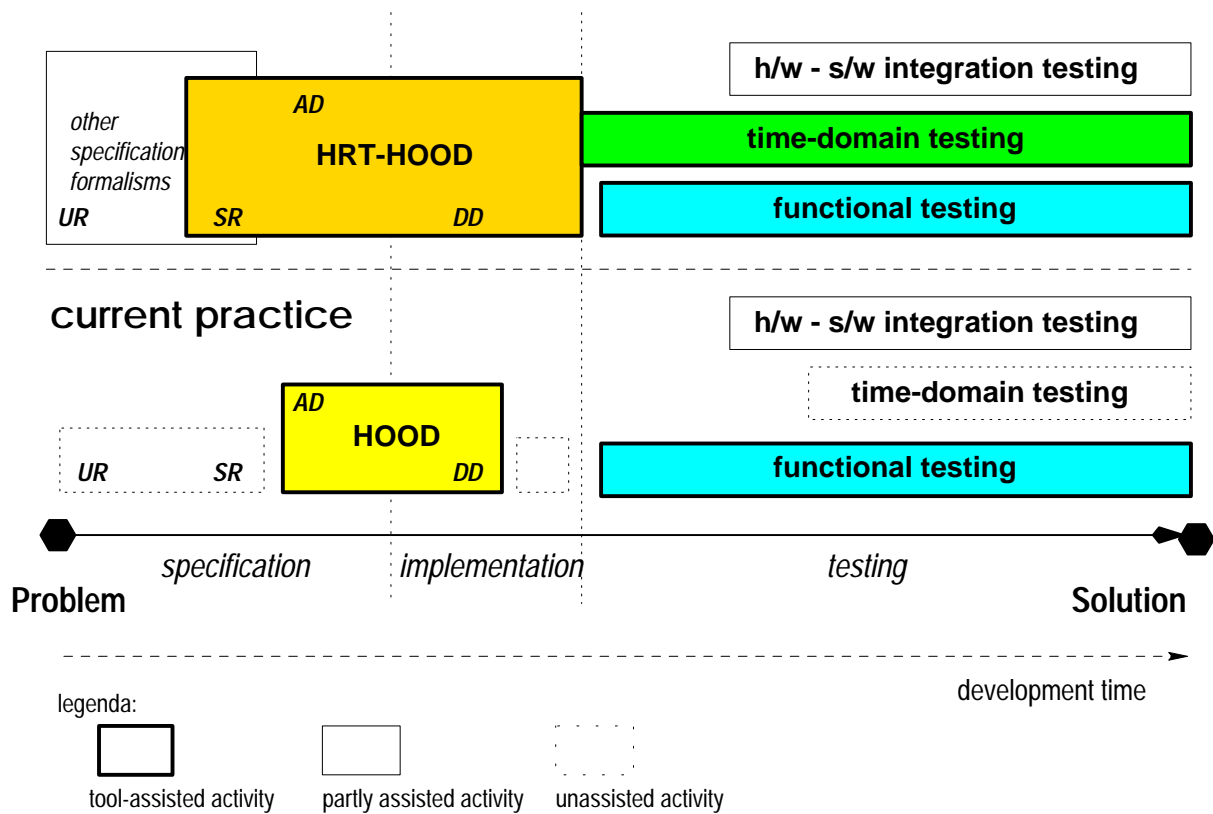 h/w - s/w integration testing
AD
other
specification
formalisms
HRT-HOOD
time-domain testing
UR
SR
DD
functional testing
current practice
h/w - s/w integration testing
time-domain testing
AD
HOOD
UR
SR
DD
functional testing
specification
implementation
testing
Problem
Solution
development time
legenda:
tool-assisted activity
partly assisted activity
unassisted activity